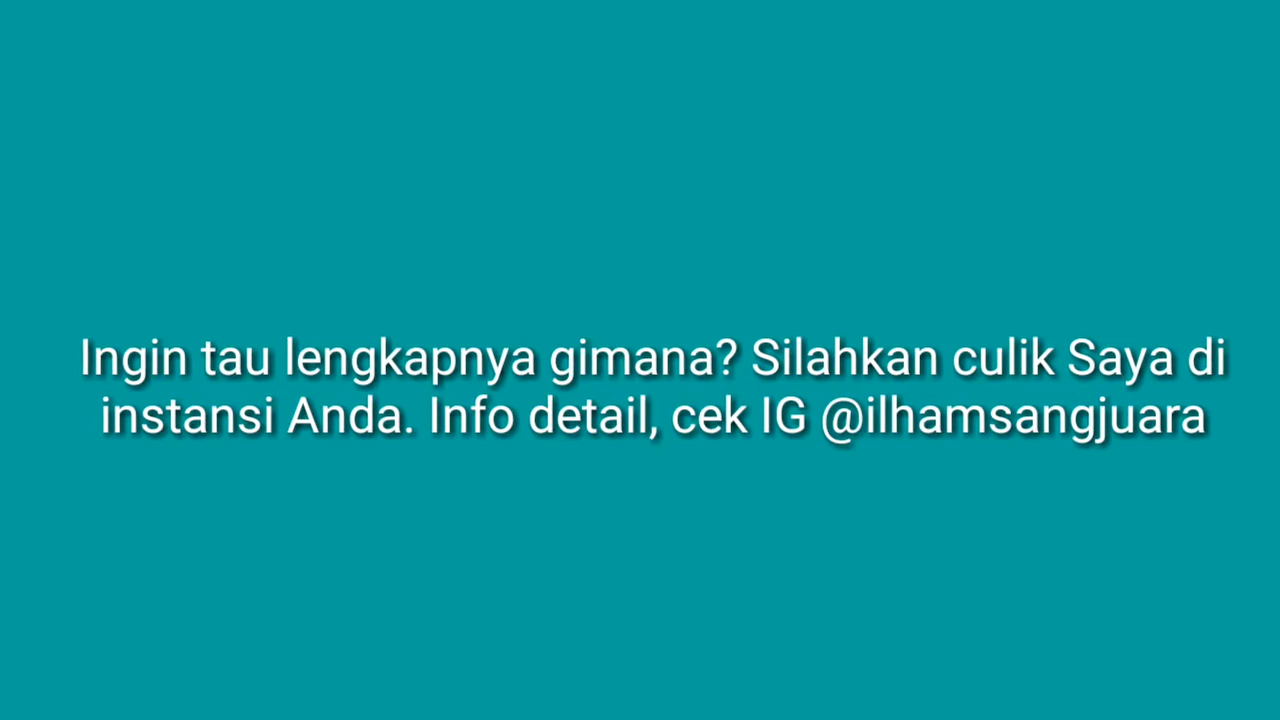 Ingin tau lengkapnya gimana? Silahkan culik Saya di
instansi Anda. Info detail, cek IG @ilhamsangjuara